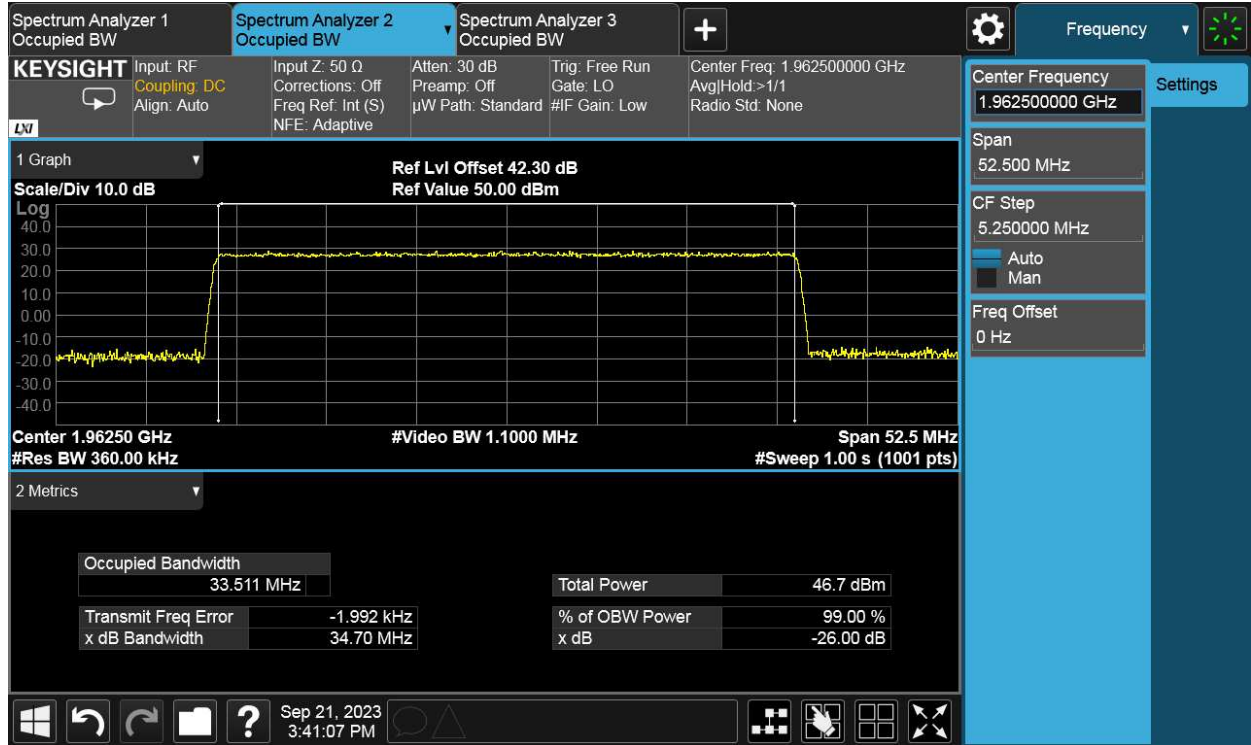 Spectrum Analyzer 1
Occupied BW
Spectrum Analyzer 2
Occupied BW
Spectrum Analyzer 3
Occupied BW
+
Frequency
KEYSIGHT
LXI
Input: RF
Coupling: DC
Align: Auto
Input Z: 50 Ω
Corrections: Off
Freq Ref: Int (S)
NFE: Adaptive
Atten: 30 dB
Preamp: Off
µW Path: Standard
Trig: Free Run
Gate: LO
#IF Gain: Low
Center Freq: 1.962500000 GHz
Avg|Hold:>1/1
Radio Std: None
Center Frequency
1.962500000 GHz
Settings
Span
52.500 MHz
CF Step
5.250000 MHz
Auto
Man
Freq Offset
0 Hz
1 Graph
Scale/Div 10.0 dB
Ref Lvl Offset 42.30 dB
Ref Value 50.00 dBm
Log
40.0
30.0
20.0
10.0
0.00
-10.0
-20.0
-30.0
-40.0
Center 1.96250 GHz
#Res BW 360.00 kHz
#Video BW 1.1000 MHz
Span 52.5 MHz
#Sweep 1.00 s (1001 pts)
2 Metrics
Occupied Bandwidth
33.511 MHz
Total Power 46.7 dBm
Transmit Freq Error -1.992 kHz
% of OBW Power 99.00 %
x dB Bandwidth 34.70 MHz
x dB -26.00 dB
?
Sep 21, 2023
3:41:07 PM